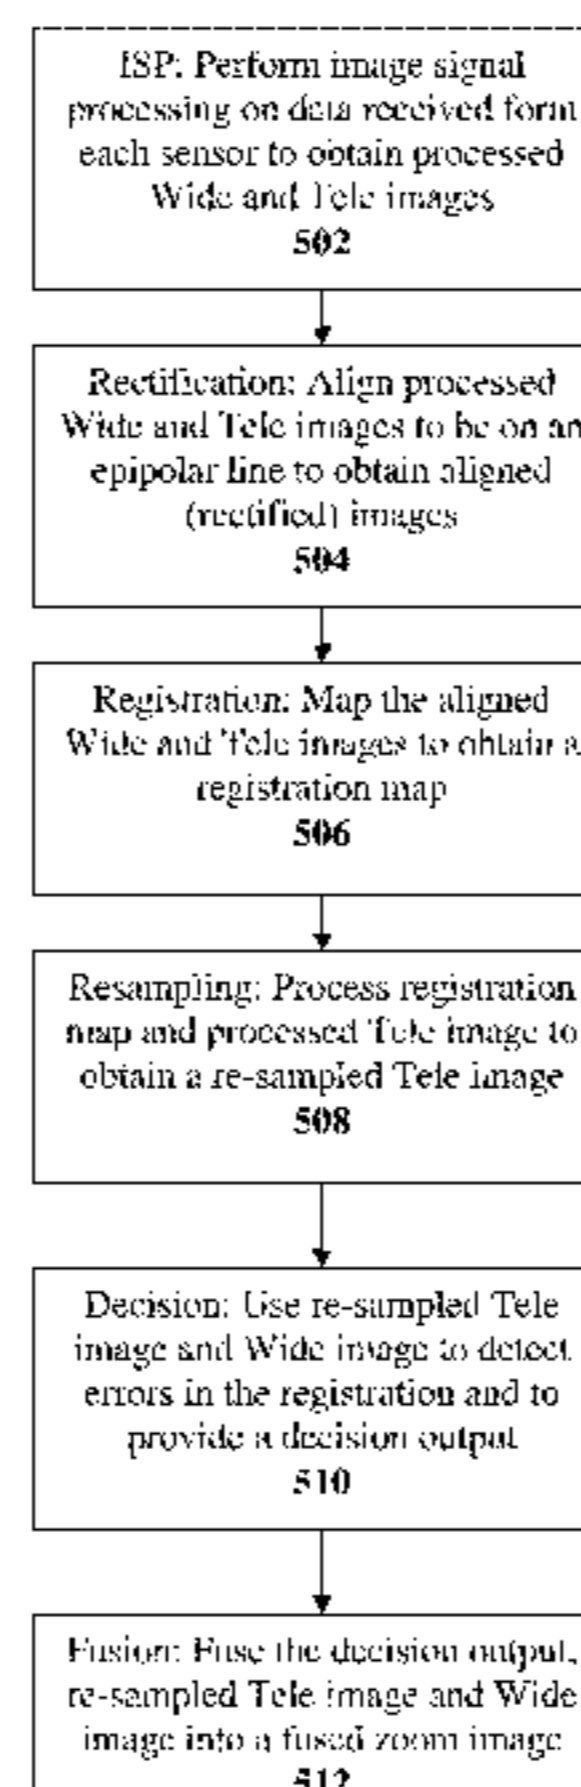 ISP: Perform image signal
processing on data received form
each sensor to obtain processed
Wide and Tele images
502
Rectification: Align processed
Wide and Tele images to be on an
epipolar line to obtain aligned
(rectified) images
504
Registration: Map the aligned
Wide and Tele images to obtain a
registration map
506
Resampling: Process registration
map and processed Tele image to
obtain a re-sampled Tele image
508
Decision: Use re-sampled Tele
image and Wide image to detect
errors in the registration and to
provide a decision output
510
Fusion: Fuse the decision output,
re-sampled Tele image and Wide
image into a fused zoom image
512